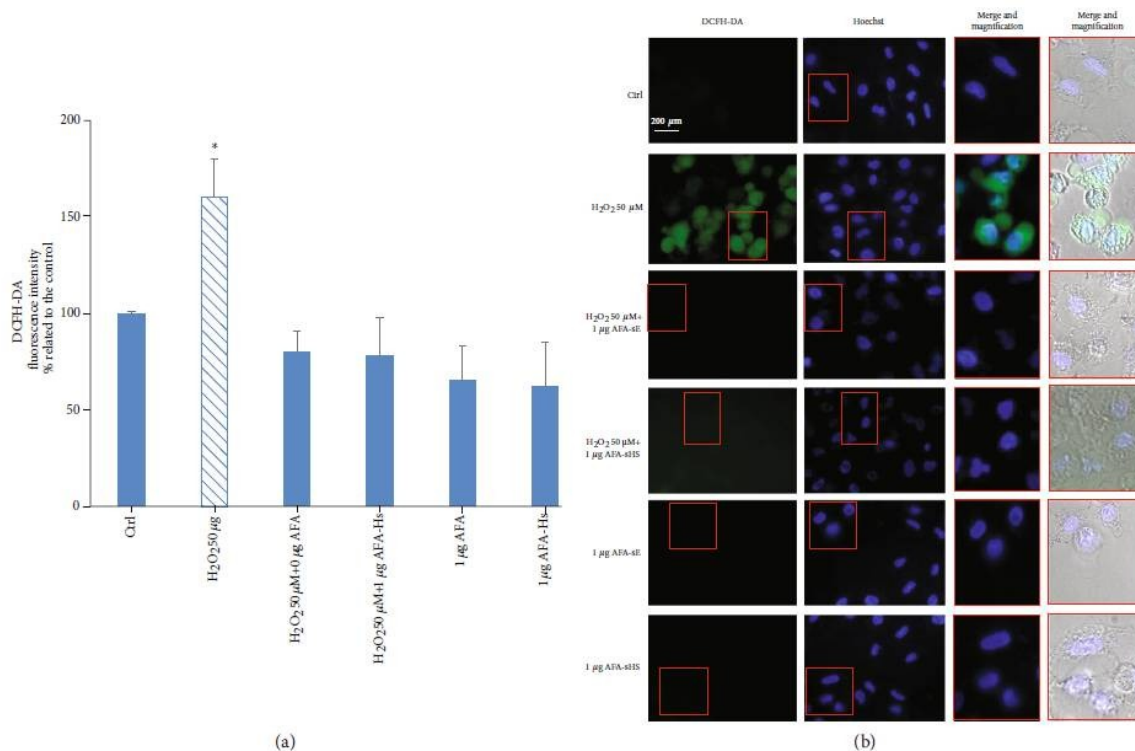 DCFH-DA
fluorescence intensity
% related to the control
200
150
100
50
0
*
Ctrl
H2O2 50 µg
H2O2 50 µM+0 µg AFA
H2O2 50 µM+1 µg AFA-Hs
1 µg AFA
1 µg AFA-Hs
(a)
DCFH-DA
Hoechst
Merge and
magnification
Merge and
magnification
Ctrl
200 µm
H2O2 50 µM
H2O2 50 µM+
1 µg AFA-sE
H2O2 50 µM+
1 µg AFA-sHS
1 µg AFA-sE
1 µg AFA-sHS
(b)